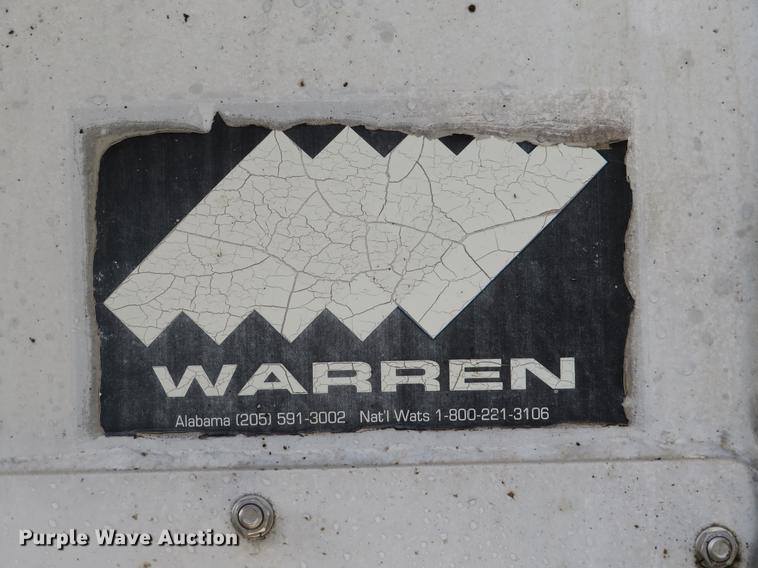 WARREN
Alabama (205) 591-3002 Nat'l Wats 1-800-221-3106
Purple Wave Auction